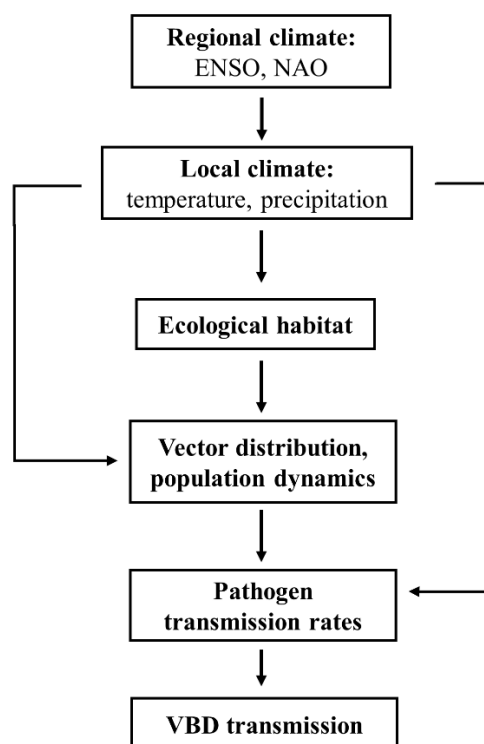 Regional climate:
ENSO, NAO
Local climate:
temperature, precipitation
Ecological habitat
Vector distribution,
population dynamics
Pathogen
transmission rates
VBD transmission